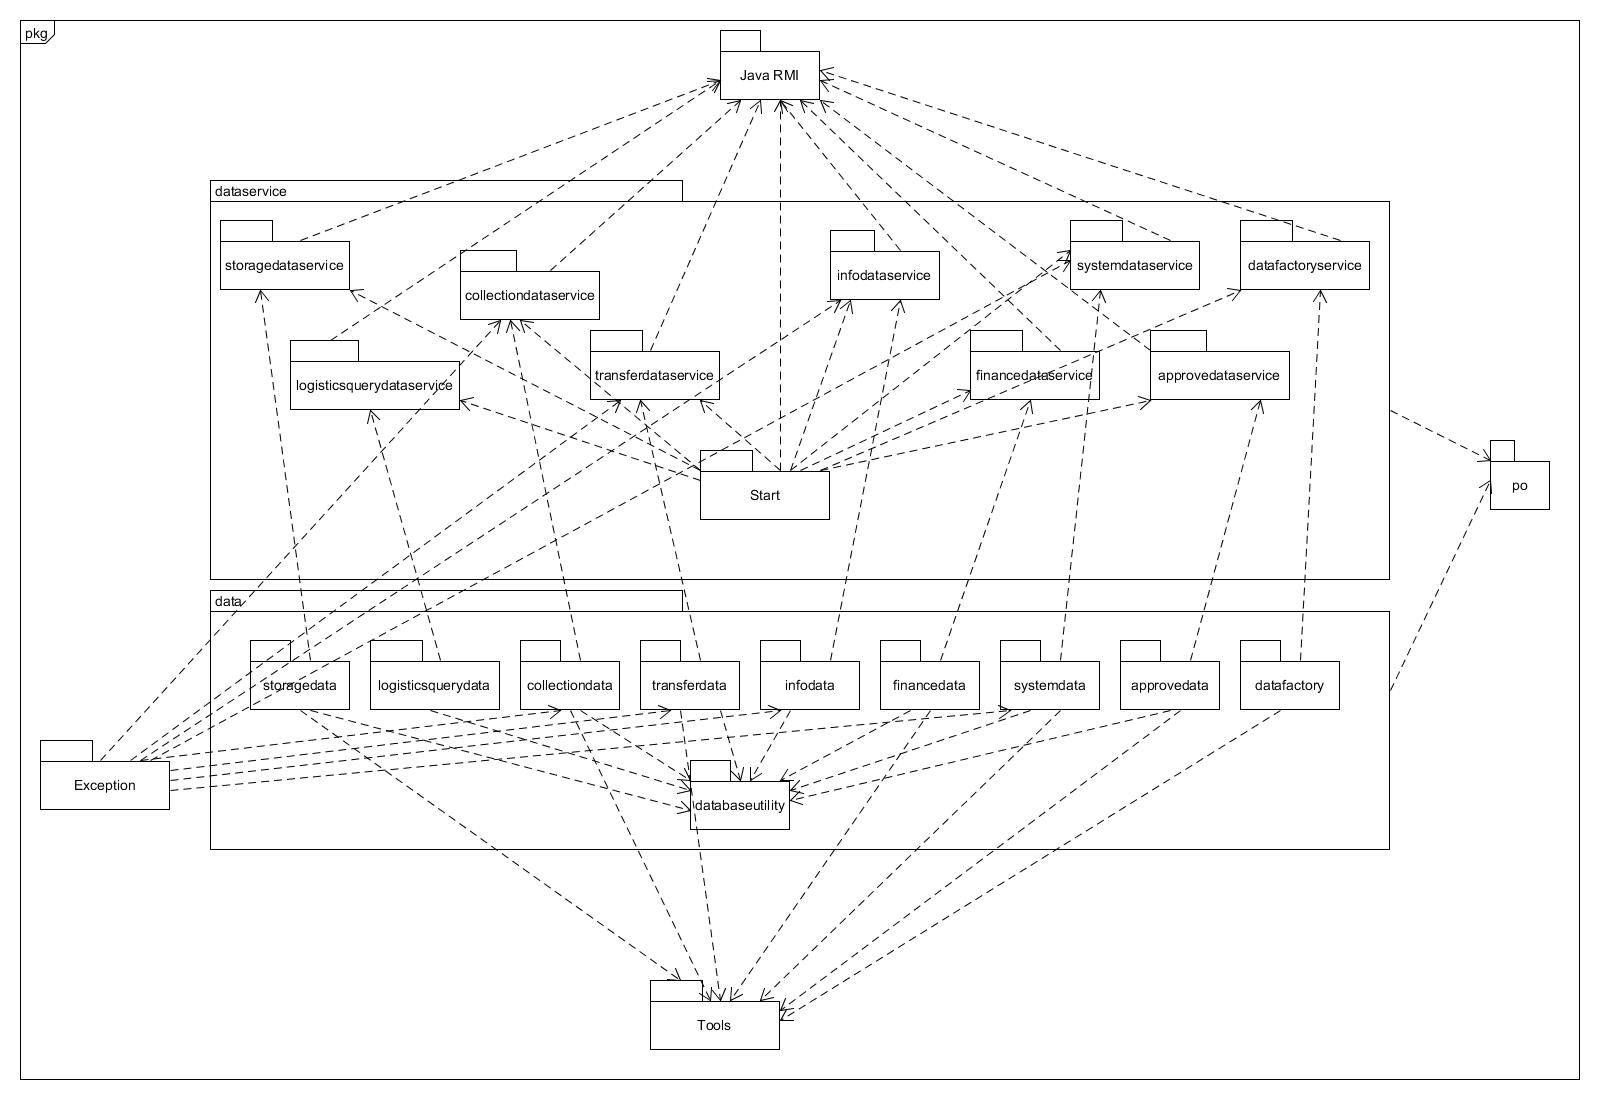 pkg
Java RMI
dataservice
storagedataservice
collectiondataservice
infodataservice
systemdataservice
datafactoryservice
logisticsquerydataservice
transferdataservice
financedataservice
approvedataservice
Start
po
data
storagedata
logisticsquerydata
collectiondata
transferdata
infodata
financedata
systemdata
approvedata
datafactory
Exception
databaseutility
Tools